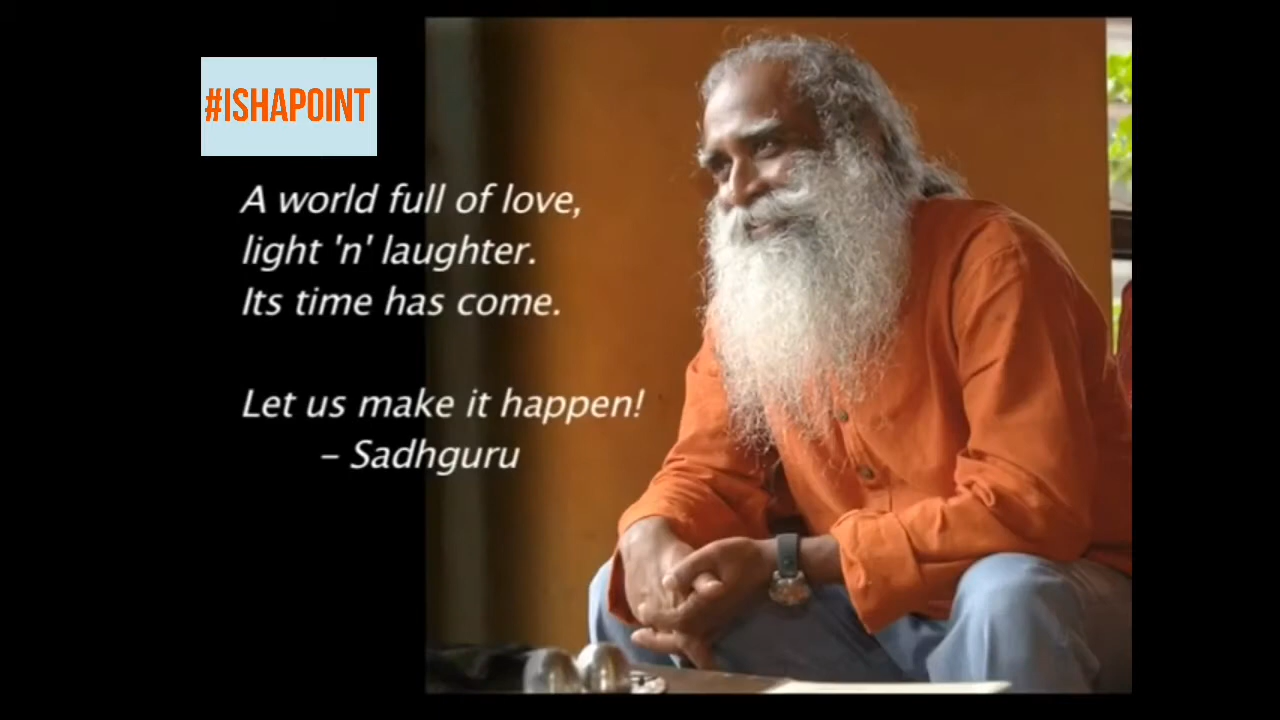 #ISHAPOINT
A world full of love,
light 'n' laughter.
Its time has come.
Let us make it happen!
– Sadhguru